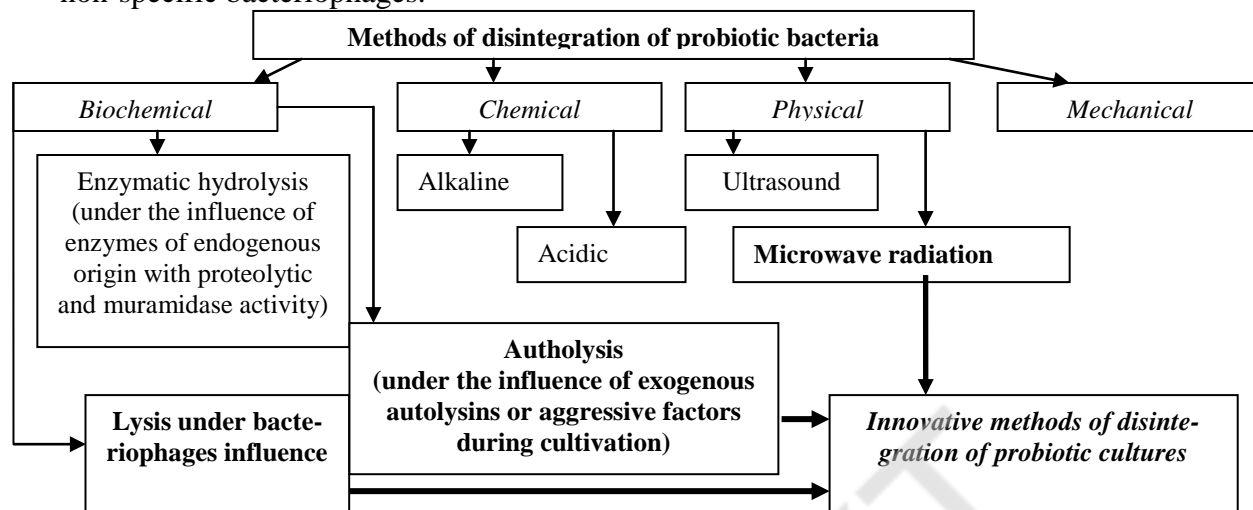 non-specific bacteriophages.
Methods of disintegration of probiotic bacteria
Biochemical
Chemical
Physical
Mechanical
Enzymatic hydrolysis
(under the influence of
enzymes of endogenous
origin with proteolytic
and muramidase activity)
Alkaline
Ultrasound
Acidic
Microwave radiation
Autholysis
(under the influence of exogenous
autolysins or aggressive factors
during cultivation)
Lysis under bacte-
riophages influence
Innovative methods of disinte-
gration of probiotic cultures